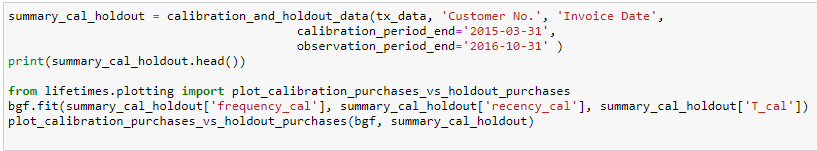 summary_cal_holdout = calibration_and_holdout_data(tx_data, 'Customer No.', 'Invoice Date',
                                        calibration_period_end='2015-03-31',
                                        observation_period_end='2016-10-31' )
print(summary_cal_holdout.head())

from lifetimes.plotting import plot_calibration_purchases_vs_holdout_purchases
bgf.fit(summary_cal_holdout['frequency_cal'], summary_cal_holdout['recency_cal'], summary_cal_holdout['T_cal'])
plot_calibration_purchases_vs_holdout_purchases(bgf, summary_cal_holdout)